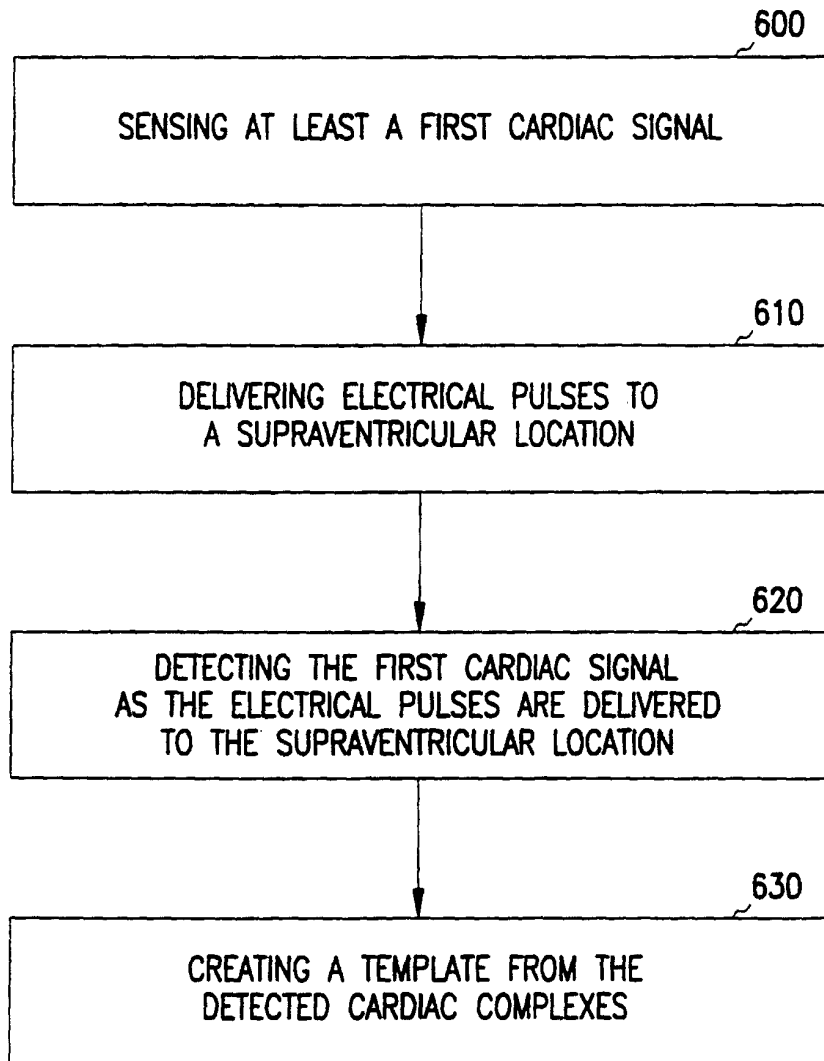 600
SENSING AT LEAST A FIRST CARDIAC SIGNAL
610
DELIVERING ELECTRICAL PULSES TO
A SUPRAVENTRICULAR LOCATION
620
DETECTING THE FIRST CARDIAC SIGNAL
AS THE ELECTRICAL PULSES ARE DELIVERED
TO THE SUPRAVENTRICULAR LOCATION
630
CREATING A TEMPLATE FROM THE
DETECTED CARDIAC COMPLEXES